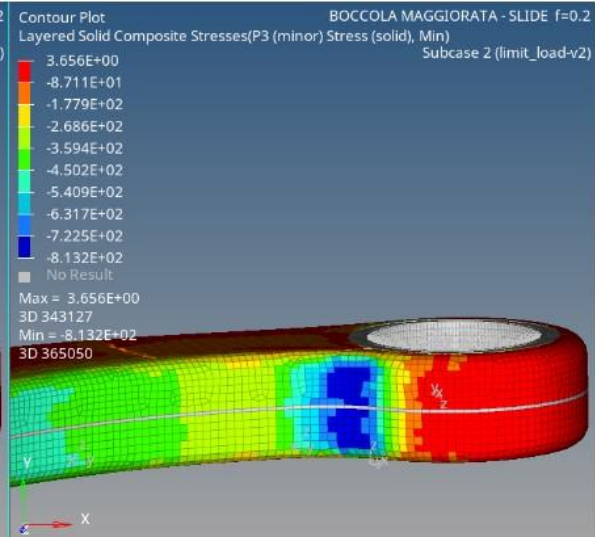 2
Contour Plot
BOCCOLA MAGGIORATA - SLIDE f=0.2
)
Layered Solid Composite Stresses(P3 (minor) Stress (solid), Min)
Subcase 2 (limit_load-v2)
3.656E+00
-8.711E+01
-1.779E+02
-2.686E+02
-3.594E+02
-4.502E+02
-5.409E+02
-6.317E+02
-7.225E+02
-8.132E+02
No Result
Max = 3.656E+00
3D 343127
Min = -8.132E+02
3D 365050
Y
X
Z
y
x
z
y